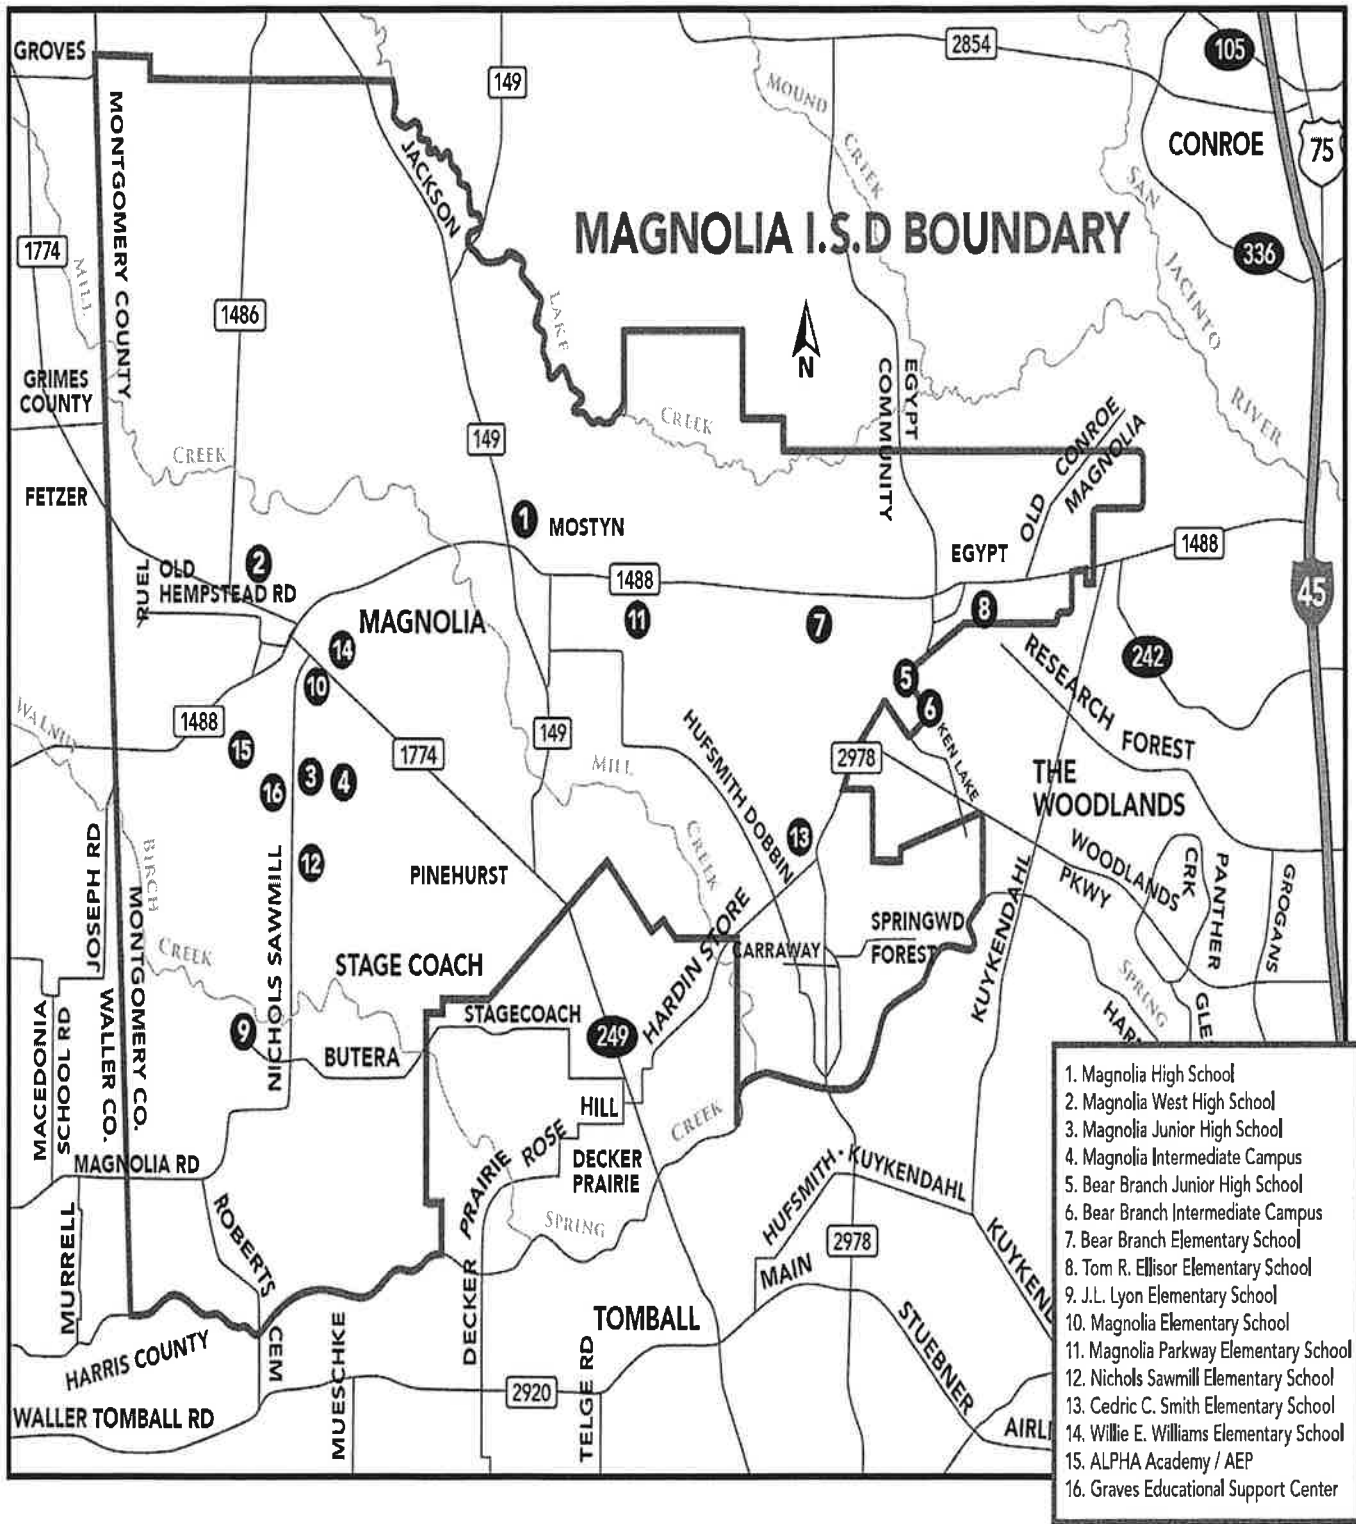 GROVES
2854
105
149
MONTGOMERY COUNTY
MOUND
CREEK
CONROE
75
JACKSON
SAN
JACINTO
RIVER
MAGNOLIA I.S.D BOUNDARY
1774
MILL
336
1486
LAKE
N
GRIMES
COUNTY
EGYPT
COMMUNITY
CREEK
149
CREEK
OLD
CONROE
MAGNOLIA
FETZER
1
MOSTYN
EGYPT
1488
2
OLD
HEMPSTEAD RD
RUEL
1488
45
MAGNOLIA
11
7
8
14
242
10
5
RESEARCH FOREST
6
WALNUT
1488
15
1774
149
HUFSMITH DOBBIN
KEN LAKE
2978
MILL
CREEK
THE
WOODLANDS
16
3
4
13
BIRCH
CREEK
JOSEPH RD
12
NICHOLS SAWMILL
PINEHURST
WOODLANDS
PKWY
CRK
PANTHER
GROGANS
MONTGOMERY CO.
WALLER CO.
SPRINGWD
FOREST
CARRAWAY
KUYKENDAHL
STAGE COACH
HARDIN STORE
SPRING
GLE
HAR
MACEDONIA
SCHOOL RD
9
STAGECOACH
249
BUTERA
HILL
CREEK
PRAIRIE ROSE
DECKER
PRAIRIE
MAGNOLIA RD
HUFSMITH - KUYKENDAHL
MURRELL
ROBERTS
SPRING
2978
KUYKENL
DECKER
MAIN
HARRIS COUNTY
CEM
MUESCHKE
TOMBALL
STUEBNER
TELGE RD
2920
WALLER TOMBALL RD
AIRLI
1. Magnolia High School
2. Magnolia West High School
3. Magnolia Junior High School
4. Magnolia Intermediate Campus
5. Bear Branch Junior High School
6. Bear Branch Intermediate Campus
7. Bear Branch Elementary School
8. Tom R. Ellisor Elementary School
9. J.L. Lyon Elementary School
10. Magnolia Elementary School
11. Magnolia Parkway Elementary School
12. Nichols Sawmill Elementary School
13. Cedric C. Smith Elementary School
14. Willie E. Williams Elementary School
15. ALPHA Academy / AEP
16. Graves Educational Support Center